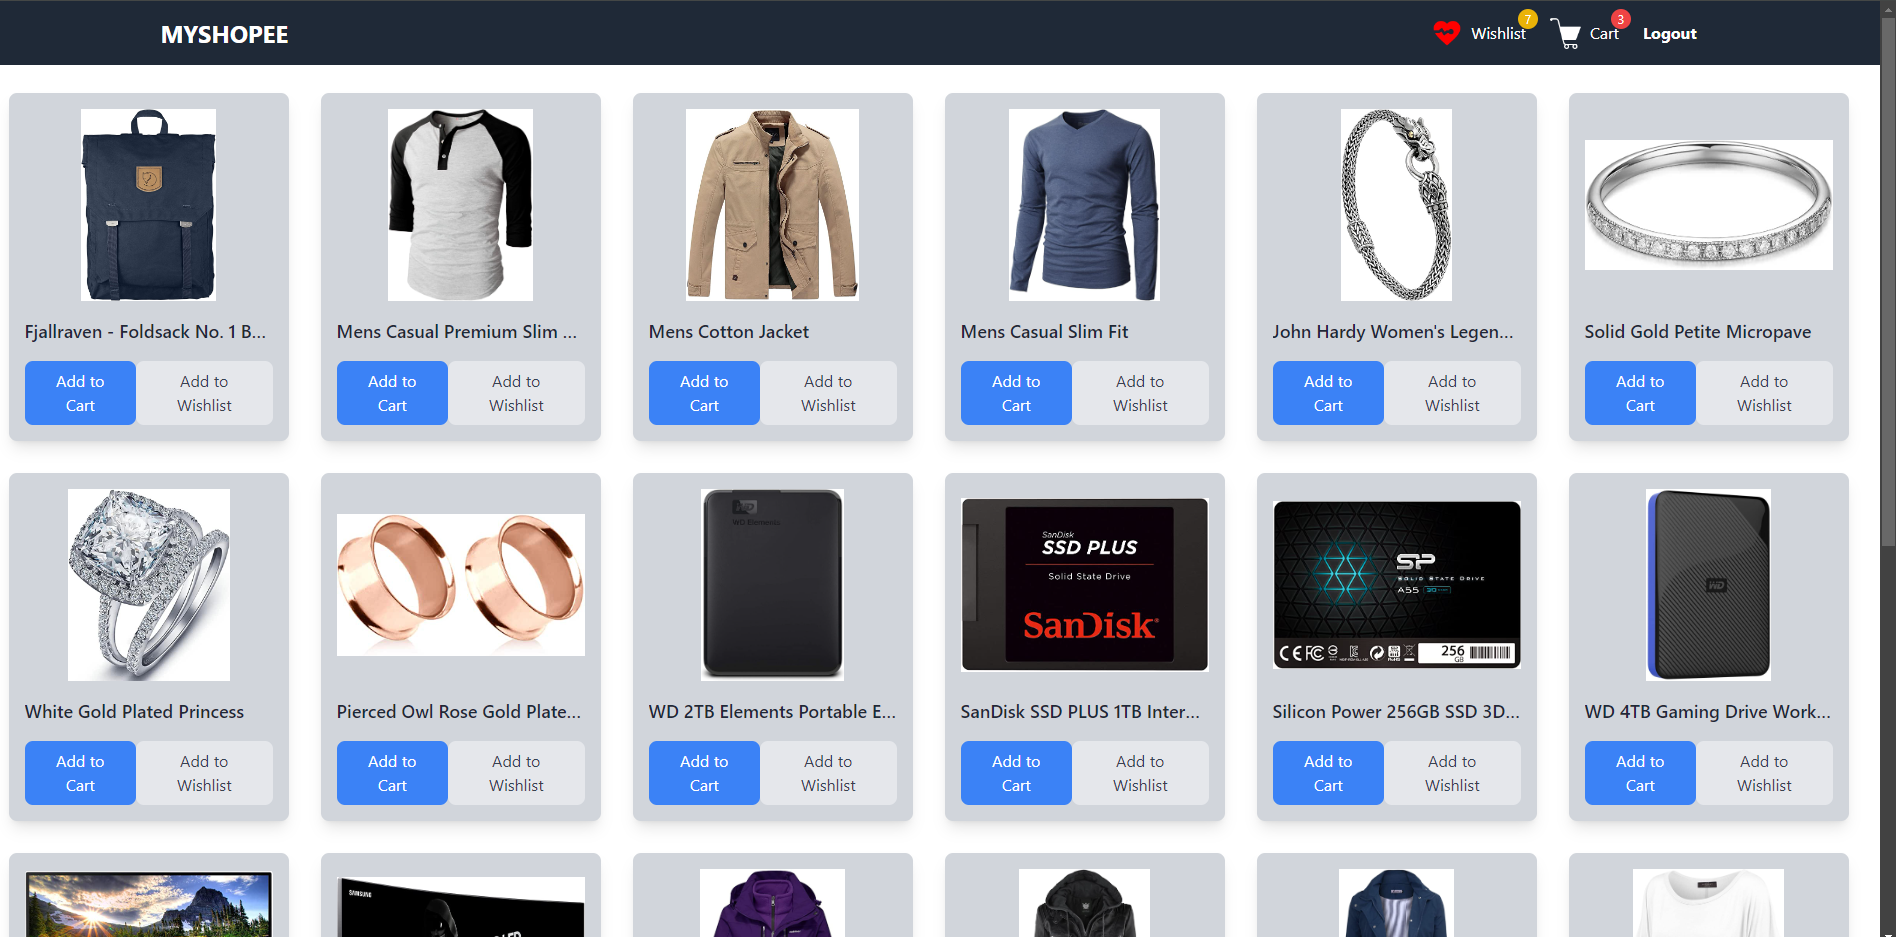 MYSHOPEE
Wishlist 7 Cart 3 Logout
Fjallraven - Foldsack No. 1 B...
Mens Casual Premium Slim ...
Mens Cotton Jacket
Mens Casual Slim Fit
John Hardy Women's Legen...
Solid Gold Petite Micropave
Add to
Cart
Add to
Wishlist
Add to
Cart
Add to
Wishlist
Add to
Cart
Add to
Wishlist
Add to
Cart
Add to
Wishlist
Add to
Cart
Add to
Wishlist
Add to
Cart
Add to
Wishlist
WD
WD Elements
SanDisk
SSD PLUS
Solid State Drive
SanDisk
SP
SOLID STATE DRIVE
A55
256
GB
WD
White Gold Plated Princess
Pierced Owl Rose Gold Plate...
WD 2TB Elements Portable E...
SanDisk SSD PLUS 1TB Inter...
Silicon Power 256GB SSD 3D...
WD 4TB Gaming Drive Work...
Add to
Cart
Add to
Wishlist
Add to
Cart
Add to
Wishlist
Add to
Cart
Add to
Wishlist
Add to
Cart
Add to
Wishlist
Add to
Cart
Add to
Wishlist
Add to
Cart
Add to
Wishlist
SAMSUNG